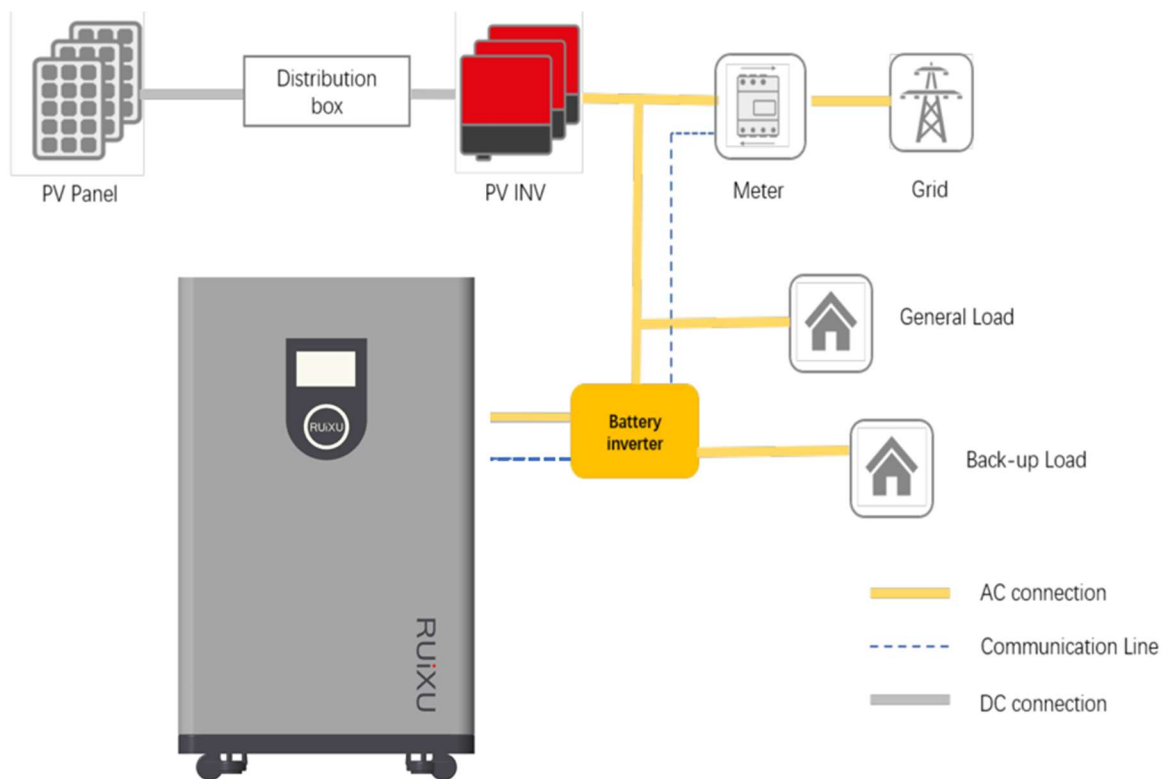 Distribution
box
PV Panel
PV INV
Meter
Grid
General Load
RUiXU
Battery
inverter
Back-up Load
AC connection
RUiXU
Communication Line
DC connection